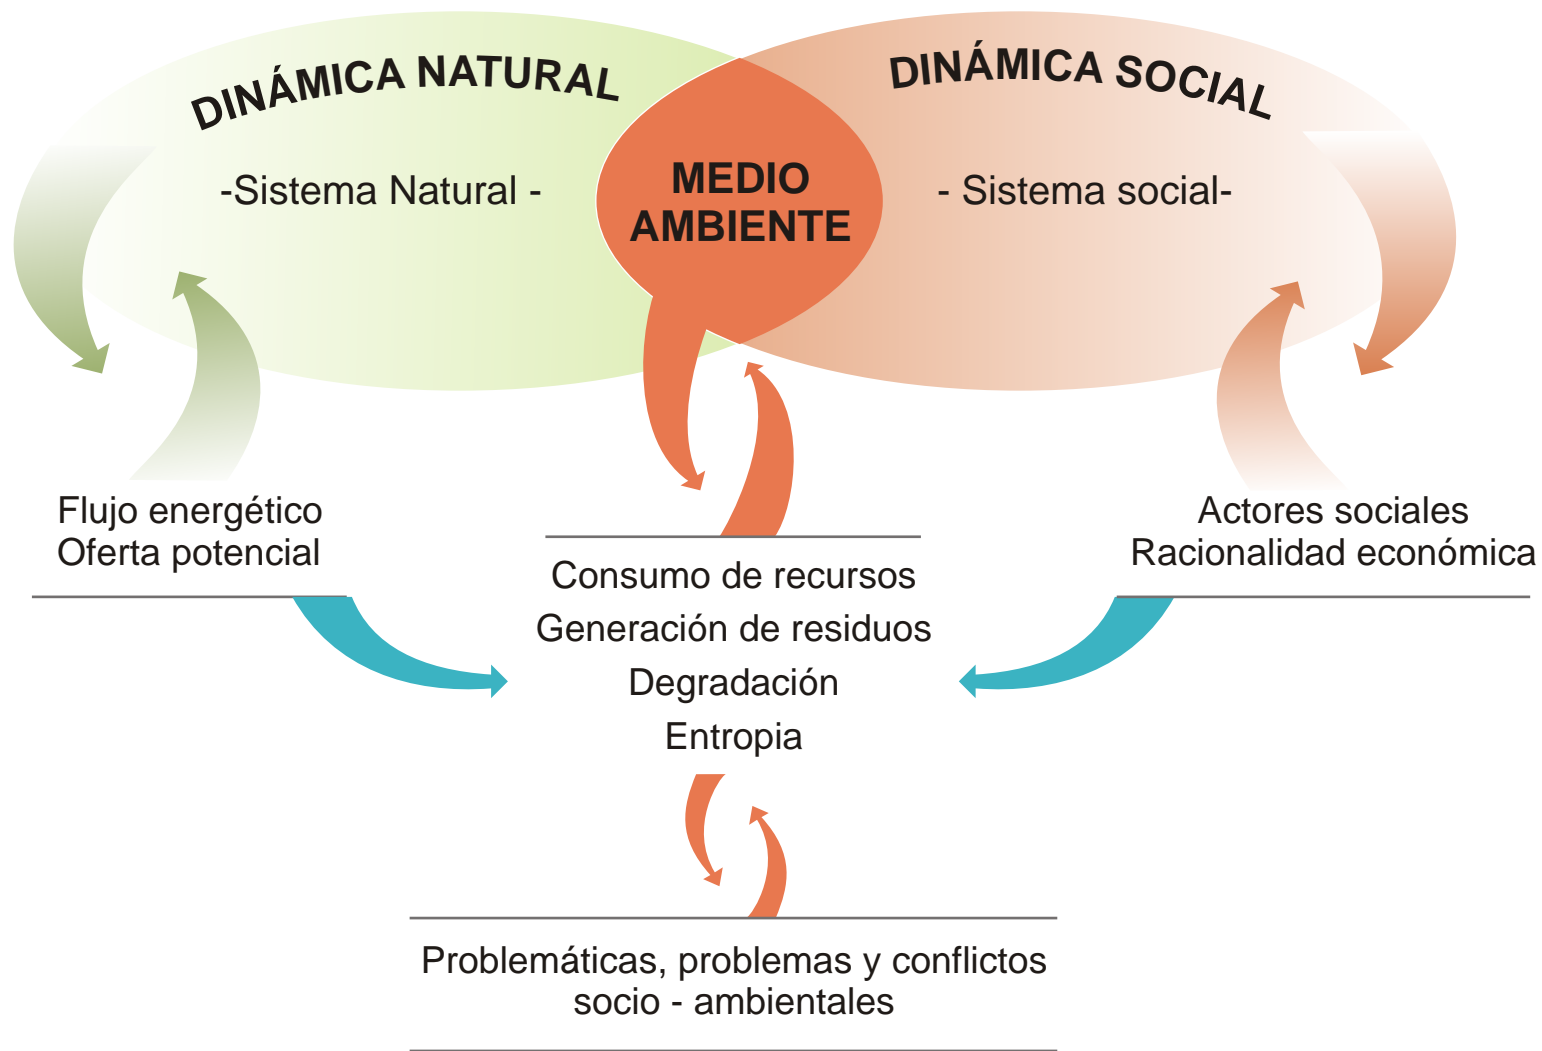 DINÁMICA NATURAL
DINÁMICA SOCIAL
-Sistema Natural -
MEDIO
AMBIENTE
- Sistema social-
Flujo energético
Oferta potencial
Actores sociales
Racionalidad económica
Consumo de recursos
Generación de residuos
Degradación
Entropia
Problemáticas, problemas y conflictos
socio - ambientales